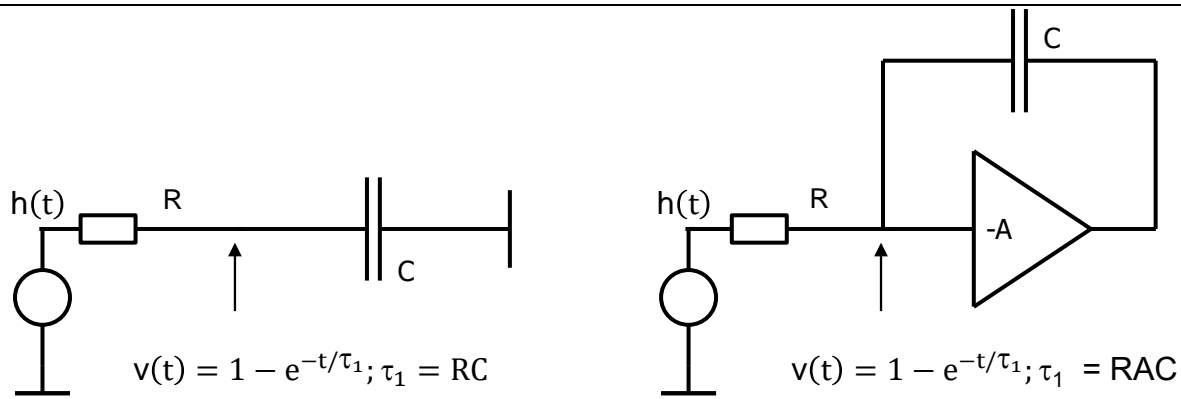 C
h(t)
R
C
v(t) = 1 − e^{−t/τ₁}; τ₁ = RC
h(t)
R
-A
v(t) = 1 − e^{−t/τ₁}; τ₁ = RAC